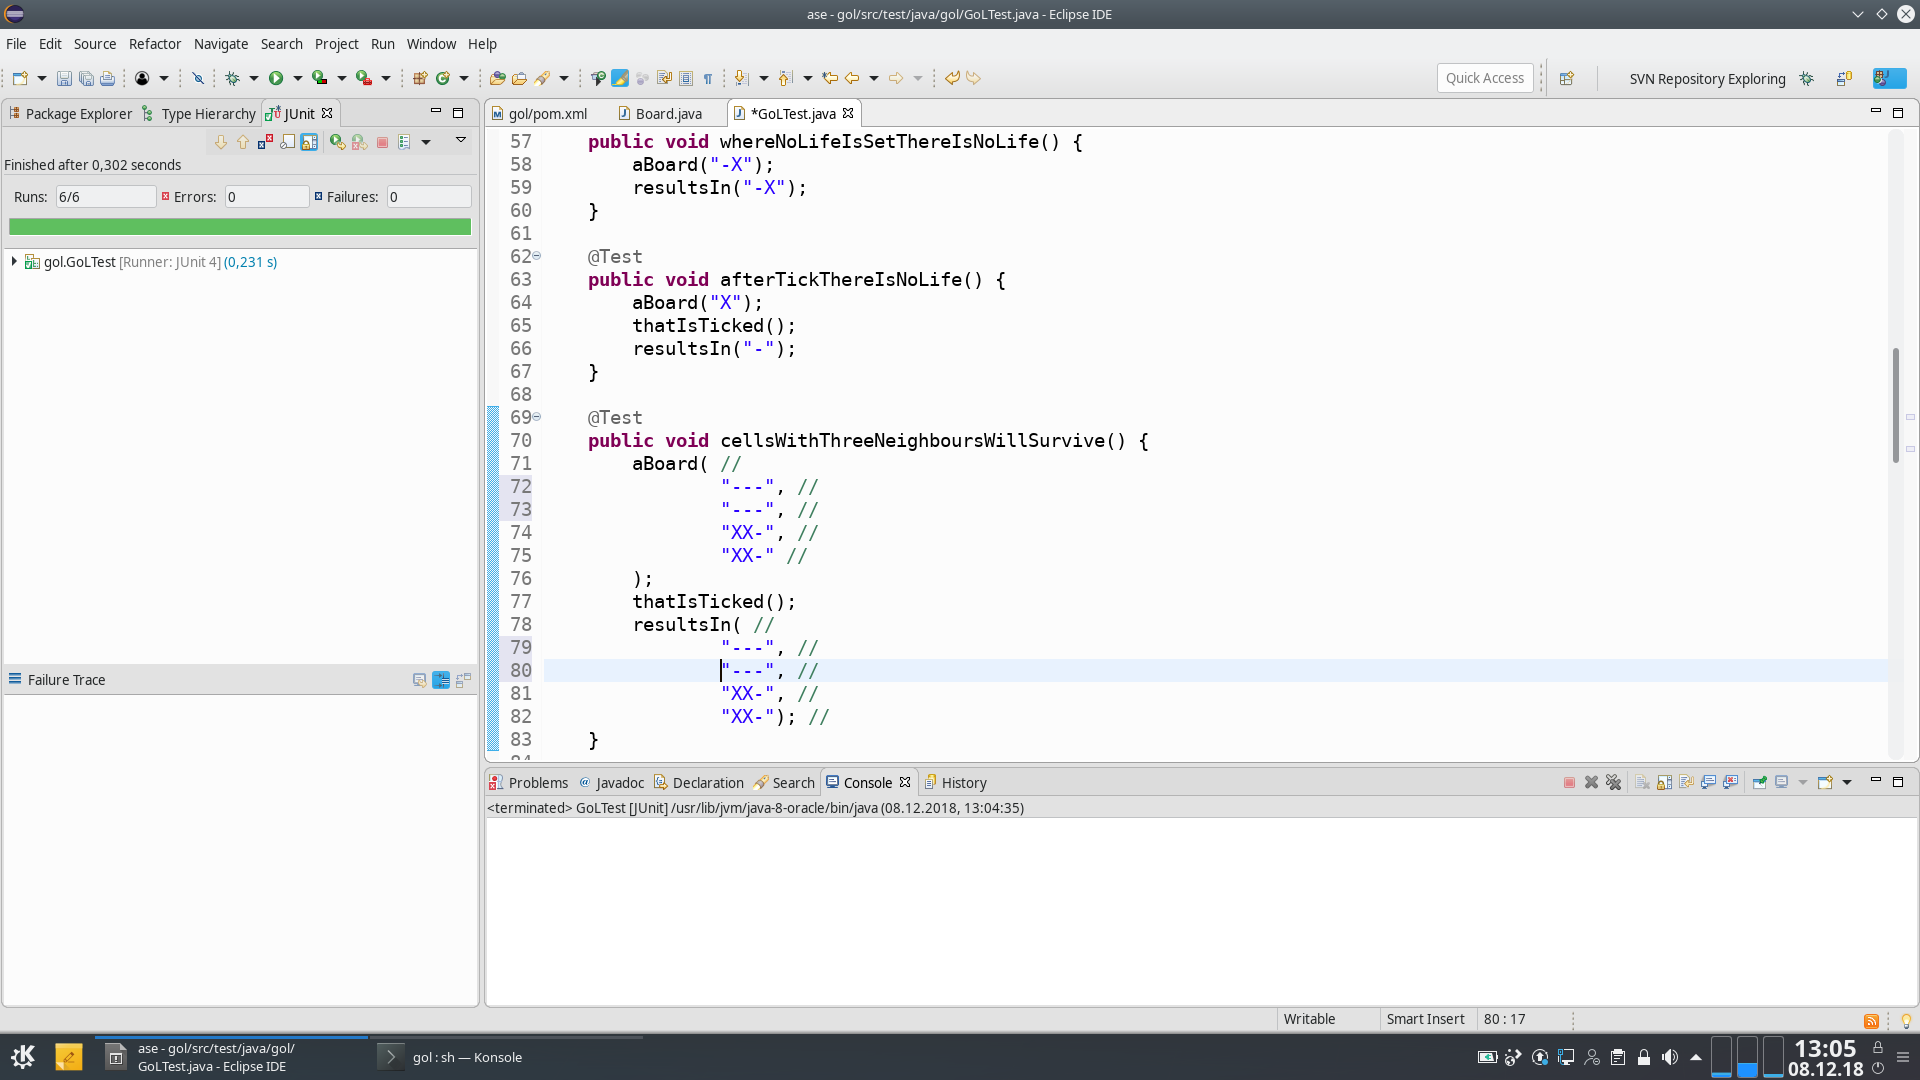 ase - gol/src/test/java/gol/GoLTest.java - Eclipse IDE
File Edit Source Refactor Navigate Search Project Run Window Help
Quick Access
SVN Repository Exploring
Package Explorer Type Hierarchy JUnit
Finished after 0,302 seconds
Runs: 6/6 Errors: 0 Failures: 0
gol.GoLTest [Runner: JUnit 4] (0,231 s)
Failure Trace
gol/pom.xml Board.java *GoLTest.java
57 public void whereNoLifeIsSetThereIsNoLife() {
58 aBoard("-X");
59 resultsIn("-X");
60 }
61
62 @Test
63 public void afterTickThereIsNoLife() {
64 aBoard("X");
65 thatIsTicked();
66 resultsIn("-");
67 }
68
69 @Test
70 public void cellsWithThreeNeighboursWillSurvive() {
71 aBoard( //
72 "---", //
73 "---", //
74 "XX-", //
75 "XX-" //
76 );
77 thatIsTicked();
78 resultsIn( //
79 "---", //
80 "---", //
81 "XX-", //
82 "XX-"); //
83 }
Problems Javadoc Declaration Search Console History
<terminated> GoLTest [JUnit] /usr/lib/jvm/java-8-oracle/bin/java (08.12.2018, 13:04:35)
Writable Smart Insert 80 : 17
ase - gol/src/test/java/gol/
GoLTest.java - Eclipse IDE
gol : sh — Konsole
13:05
08.12.18